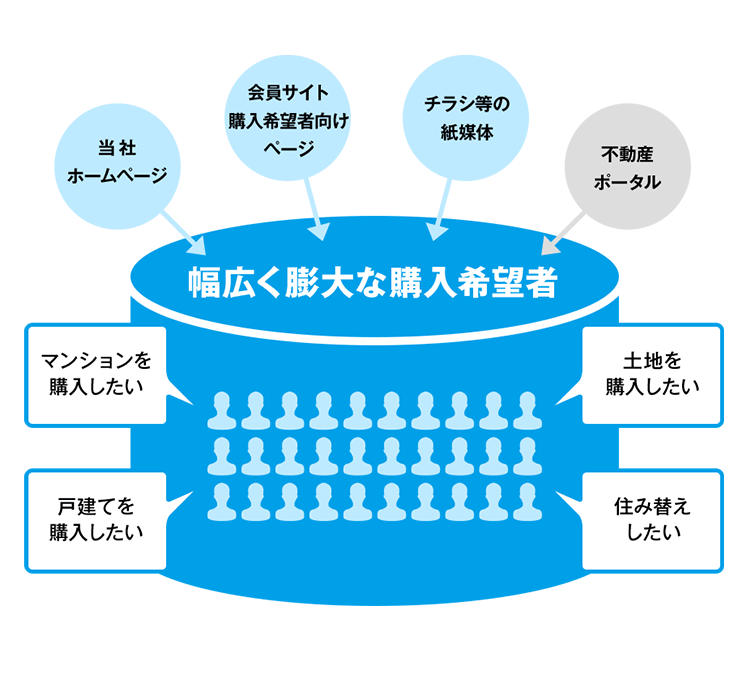 当社
ホームページ
会員サイト
購入希望者向け
ページ
チラシ等の
紙媒体
不動産
ポータル
幅広く膨大な購入希望者
マンションを
購入したい
土地を
購入したい
戸建てを
購入したい
住み替え
したい